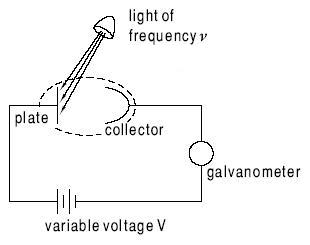 light of
frequency ν
plate
collector
galvanometer
variable voltage V